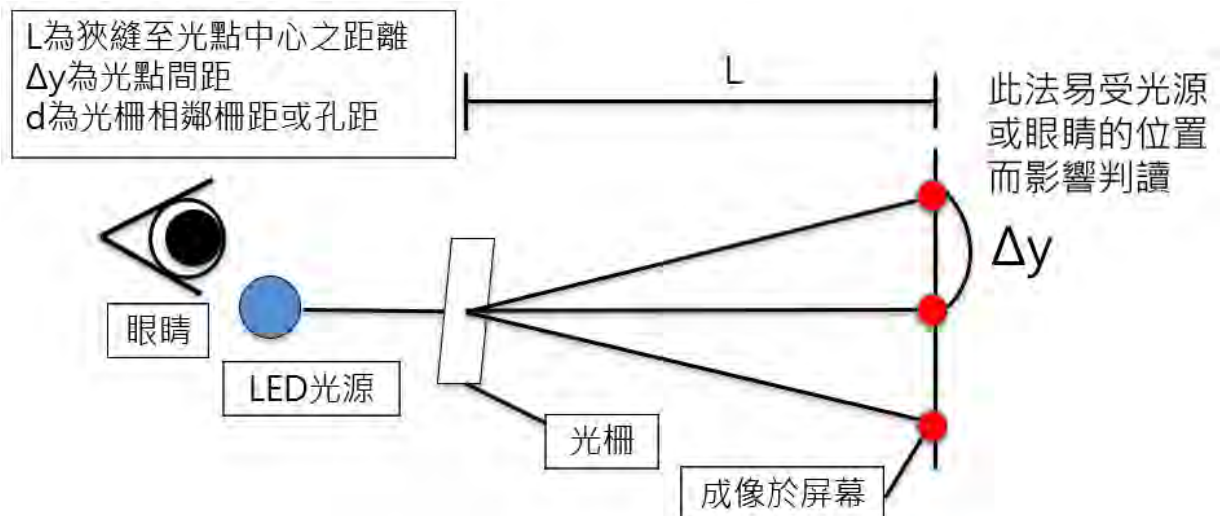 L為狹縫至光點中心之距離
Δy為光點間距
d為光柵相鄰柵距或孔距
L
此法易受光源
或眼睛的位置
而影響判讀
Δy
眼睛
LED光源
光柵
成像於屏幕